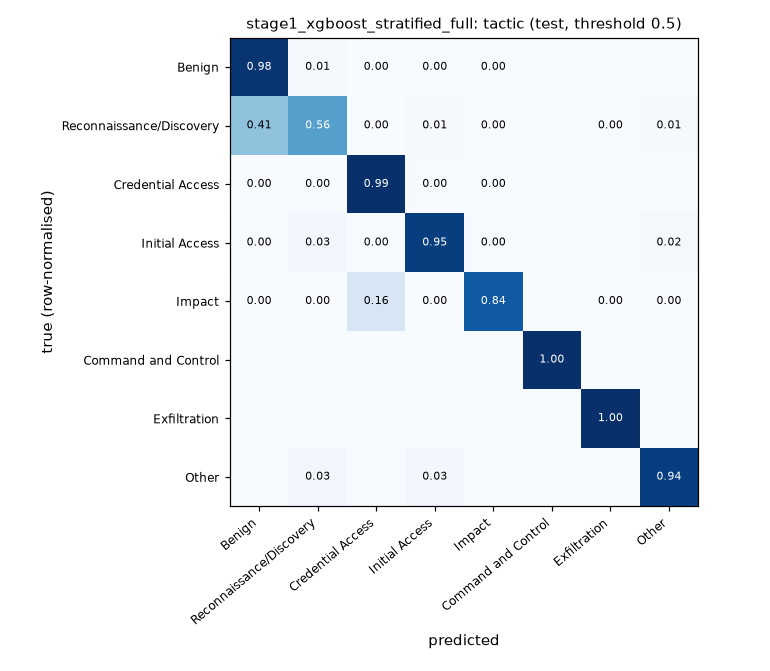 stage1_xgboost_stratified_full: tactic (test, threshold 0.5)
true (row-normalised)
Benign 0.98 0.01 0.00 0.00 0.00
Reconnaissance/Discovery 0.41 0.56 0.00 0.01 0.00 0.00 0.01
Credential Access 0.00 0.00 0.99 0.00 0.00
Initial Access 0.00 0.03 0.00 0.95 0.00 0.02
Impact 0.00 0.00 0.16 0.00 0.84 0.00 0.00
Command and Control 1.00
Exfiltration 1.00
Other 0.03 0.03 0.94
Benign
Reconnaissance/Discovery
Credential Access
Initial Access
Impact
Command and Control
Exfiltration
Other
predicted